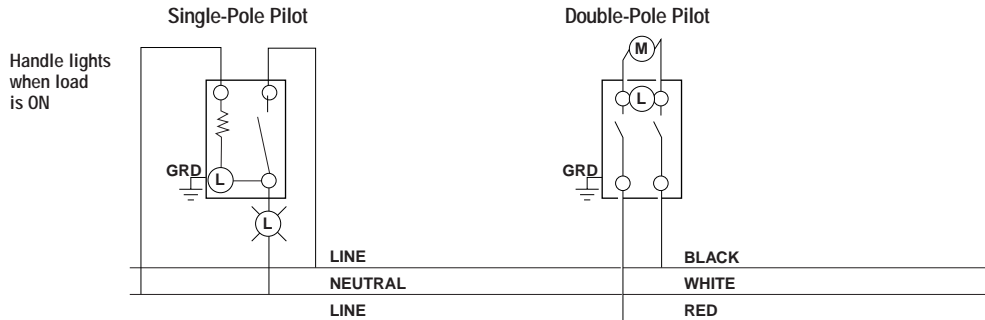 Single-Pole Pilot
Double-Pole Pilot
Handle lights
when load
is ON
M
L
GRD
L
GRD
L
LINE
BLACK
NEUTRAL
WHITE
LINE
RED